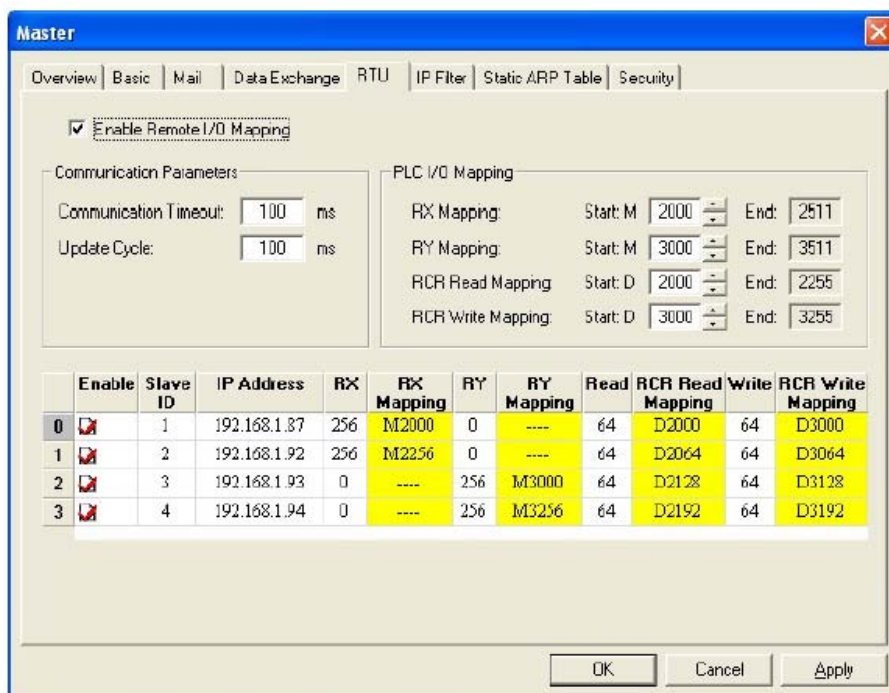 Master
Overview Basic Mail Data Exchange RTU IP Filter Static ARP Table Security
Enable Remote I/O Mapping
Communication Parameters
Communication Timeout: 100 ms
Update Cycle: 100 ms
PLC I/O Mapping
RX Mapping: Start: M 2000 End: 2511
RY Mapping: Start: M 3000 End: 3511
RCR Read Mapping: Start: D 2000 End: 2255
RCR Write Mapping: Start: D 3000 End: 3255
Enable Slave ID IP Address RX RX Mapping RY RY Mapping Read RCR Read Mapping Write RCR Write Mapping
0 1 192.168.1.87 256 M2000 0 ---- 64 D2000 64 D3000
1 2 192.168.1.92 256 M2256 0 ---- 64 D2064 64 D3064
2 3 192.168.1.93 0 ---- 256 M3000 64 D2128 64 D3128
3 4 192.168.1.94 0 ---- 256 M3256 64 D2192 64 D3192
OK Cancel Apply